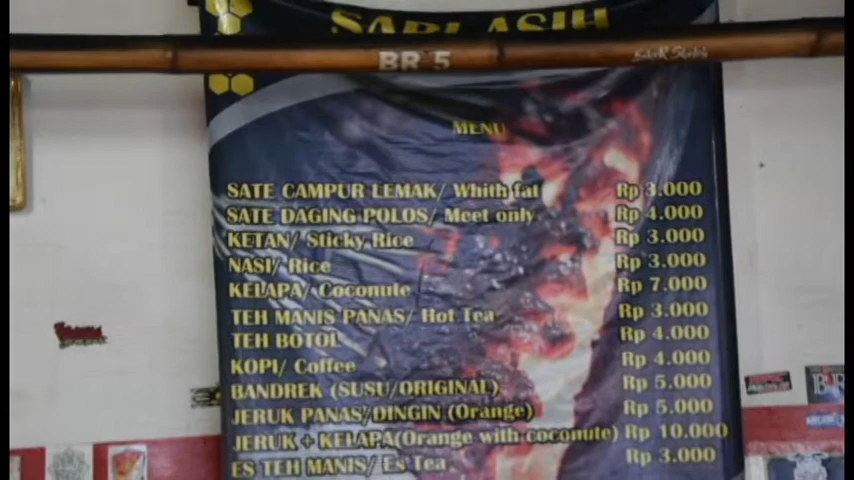 SARI ASIH
BR 5
MENU
SATE CAMPUR LEMAK/ Whith fat Rp 3.000
SATE DAGING POLOS/ Meet only Rp 4.000
KETAN/ Sticky Rice Rp 3.000
NASI/ Rice Rp 3.000
KELAPA/ Coconute Rp 7.000
TEH MANIS PANAS/ Hot Tea Rp 3.000
TEH BOTOL Rp 4.000
KOPI/ Coffee Rp 4.000
BANDREK (SUSU/ORIGINAL) Rp 5.000
JERUK PANAS/DINGIN (Orange) Rp 5.000
JERUK + KELAPA(Orange with coconute) Rp 10.000
ES TEH MANIS/ Es Tea Rp 3.000